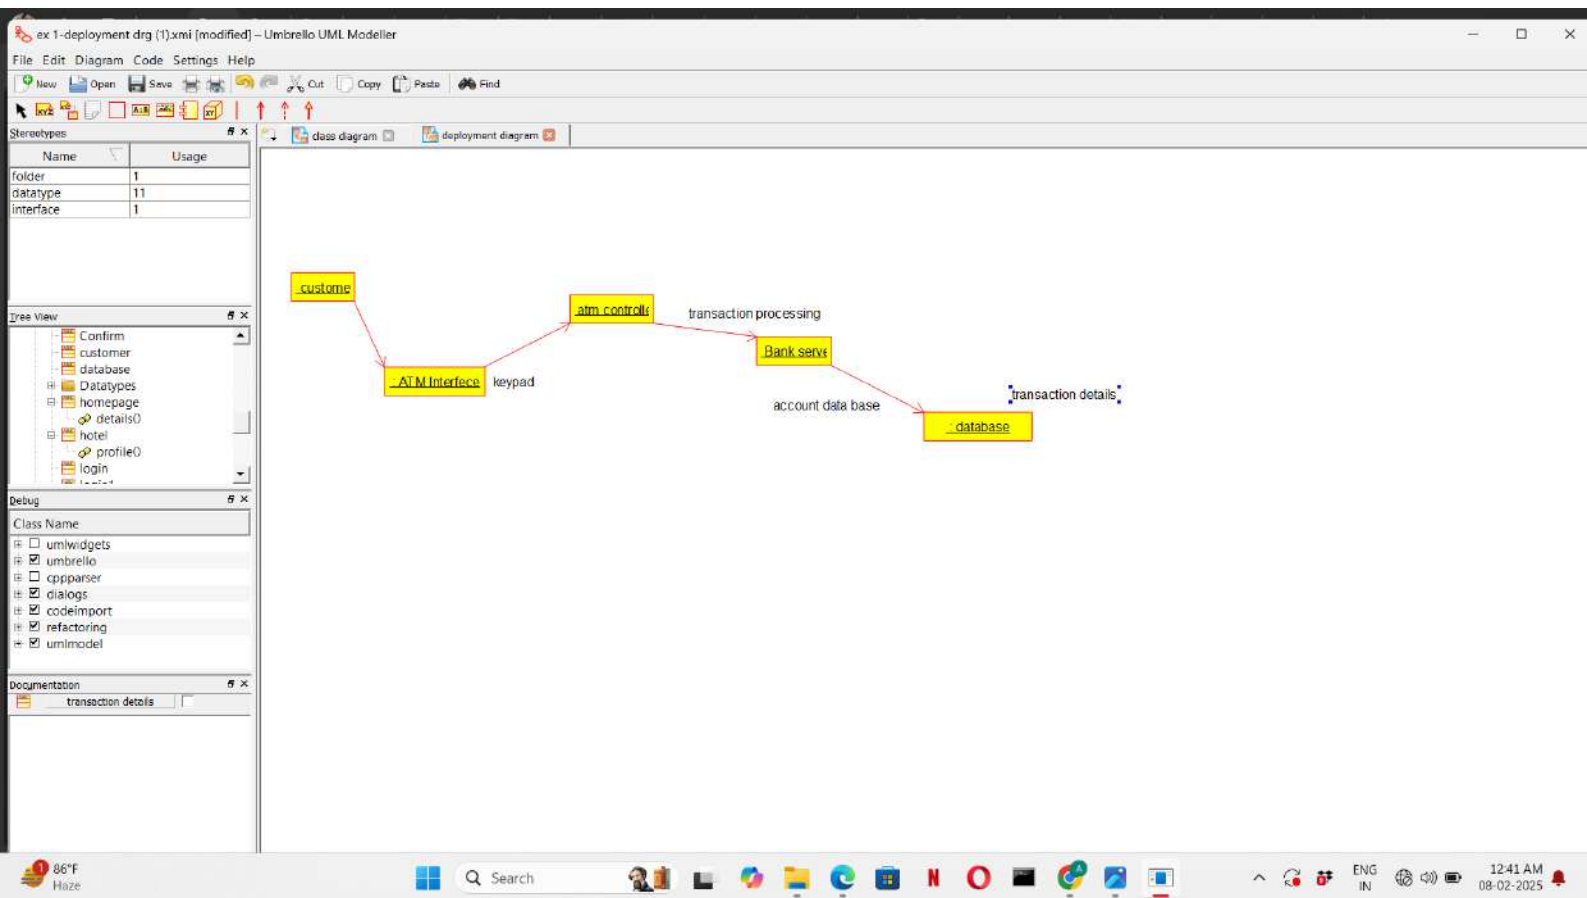 ex 1-deployment drg (1).xmi [modified] – Umbrello UML Modeller
File Edit Diagram Code Settings Help
New Open Save Cut Copy Paste Find
Stereotypes
class diagram deployment diagram
Name Usage
folder 1
datatype 11
interface 1
: custome
atm controlle
transaction processing
Bank serve
: ATM Interfece
keypad
account data base
transaction details
: database
Tree View
Confirm
customer
database
Datatypes
homepage
details()
hotel
profile()
login
login1
Debug
Class Name
umlwidgets
umbrello
cppparser
dialogs
codeimport
refactoring
umlmodel
Documentation
transaction details
86°F
Haze
Search
ENG
IN
12:41 AM
08-02-2025